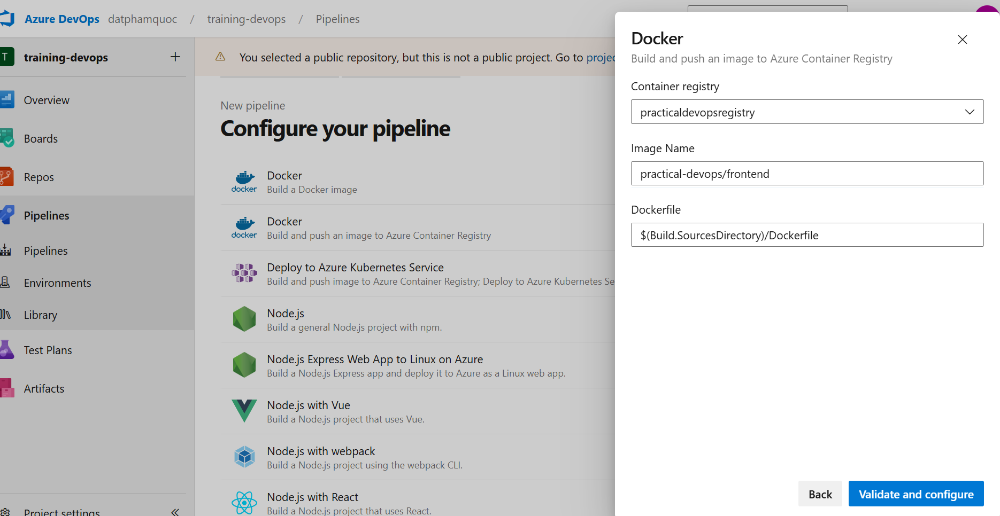 Azure DevOps datphamquoc / training-devops / Pipelines
T training-devops
Overview
Boards
Repos
Pipelines
Pipelines
Environments
Library
Test Plans
Artifacts
Project settings
You selected a public repository, but this is not a public project. Go to
New pipeline
Configure your pipeline
docker
Docker
Build a Docker image
docker
Docker
Build and push an image to Azure Container Registry
Deploy to Azure Kubernetes Service
Build and push image to Azure Container Registry; Deploy to Azure Kubernetes
Node.js
Build a general Node.js project with npm.
Node.js Express Web App to Linux on Azure
Build a Node.js Express app and deploy it to Azure as a Linux web app.
Node.js with Vue
Build a Node.js project that uses Vue.
Node.js with webpack
Build a Node.js project using the webpack CLI.
Node.js with React
Build a Node.js project that uses React.
Docker
Build and push an image to Azure Container Registry
Container registry
practicaldevopsregistry
Image Name
practical-devops/frontend
Dockerfile
$(Build.SourcesDirectory)/Dockerfile
Back
Validate and configure